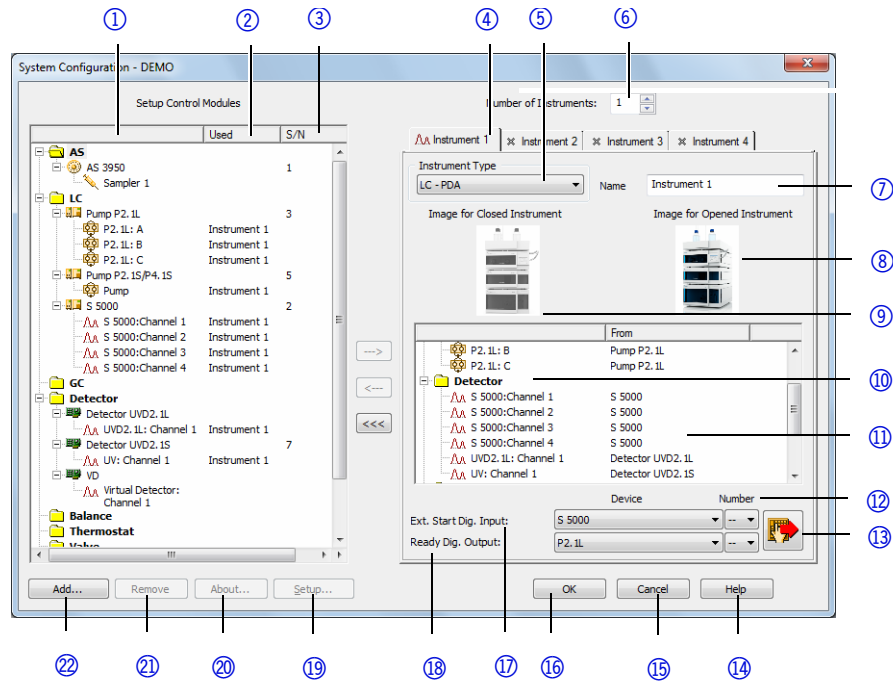 ① ② ③ ④ ⑤ ⑥
System Configuration - DEMO
Setup Control Modules
Number of Instruments: 1
Used S/N
AS
AS 3950 1
Sampler 1
LC
Pump P2.1L 3
P2.1L: A Instrument 1
P2.1L: B Instrument 1
P2.1L: C Instrument 1
Pump P2.1S/P4.1S 5
Pump Instrument 1
S 5000 2
S 5000:Channel 1 Instrument 1
S 5000:Channel 2 Instrument 1
S 5000:Channel 3 Instrument 1
S 5000:Channel 4 Instrument 1
GC
Detector
Detector UVD2.1L
UVD2.1L: Channel 1 Instrument 1
Detector UVD2.1S 7
UV: Channel 1 Instrument 1
VD
Virtual Detector:
Channel 1
Balance
Thermostat
Valve
--->
<---
<<<
Instrument 1 Instrument 2 Instrument 3 Instrument 4
Instrument Type
LC - PDA Name Instrument 1 ⑦
Image for Closed Instrument Image for Opened Instrument
⑧
⑨
From
P2.1L: B Pump P2.1L
P2.1L: C Pump P2.1L
Detector ⑩
S 5000:Channel 1 S 5000
S 5000:Channel 2 S 5000
S 5000:Channel 3 S 5000 ⑪
S 5000:Channel 4 S 5000
UVD2.1L: Channel 1 Detector UVD2.1L
UV: Channel 1 Detector UVD2.1S
Device Number ⑫
Ext. Start Dig. Input: S 5000 --
Ready Dig. Output: P2.1L -- ⑬
Add... Remove About... Setup... OK Cancel Help
㉒ ㉑ ⑳ ⑲ ⑱ ⑰ ⑯ ⑮ ⑭